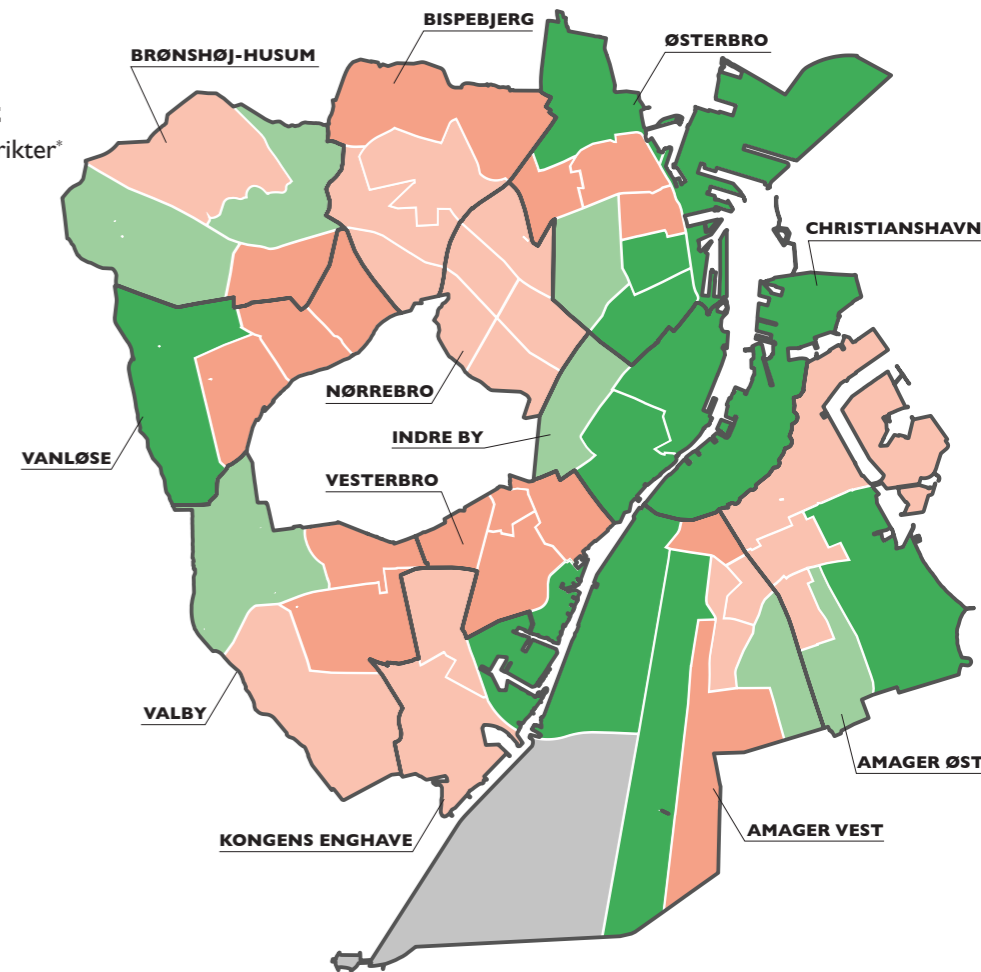 BISPEBJERG
ØSTERBRO
BRØNSHØJ-HUSUM
rikter*
CHRISTIANSHAVN
NØRREBRO
INDRE BY
VANLØSE
VESTERBRO
VALBY
AMAGER ØST
AMAGER VEST
KONGENS ENGHAVE